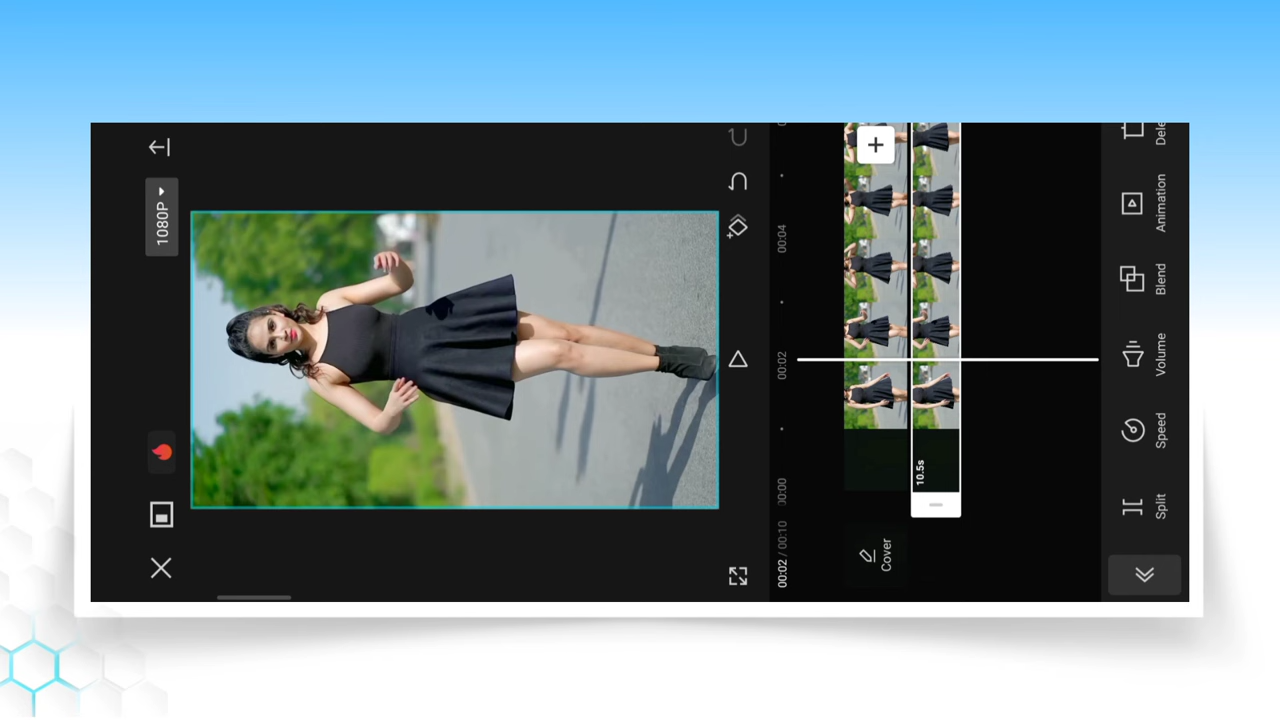 1080P
00:02 / 00:10
00:00
00:02
00:04
Cover
10.5s
Split
Speed
Volume
Blend
Animation
Dele